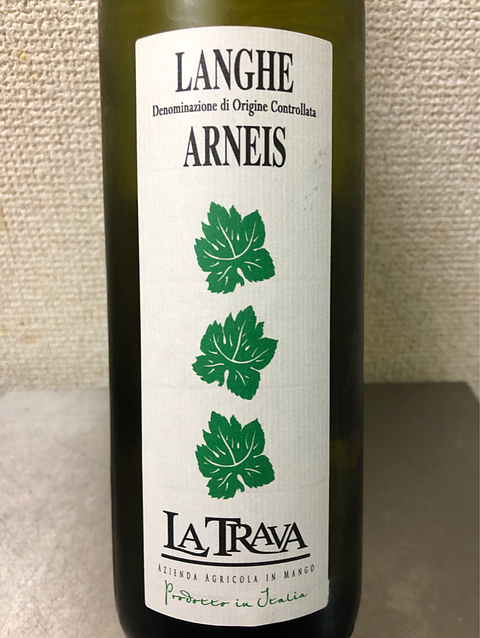 LANGHE
Denominazione di Origine Controllata
ARNEIS
LA TRAVA
AZIENDA AGRICOLA IN MANGO
Prodotto in Italia